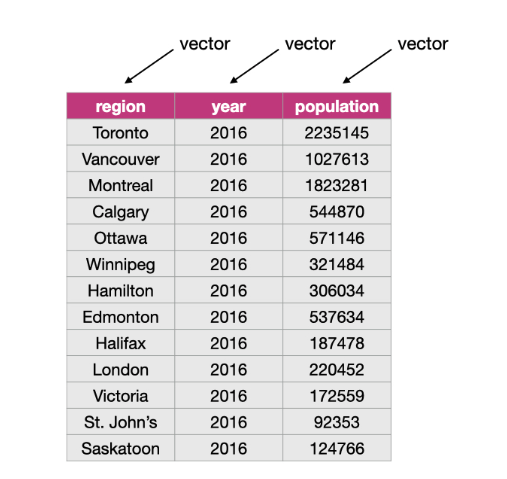 vector vector vector
region year population
Toronto 2016 2235145
Vancouver 2016 1027613
Montreal 2016 1823281
Calgary 2016 544870
Ottawa 2016 571146
Winnipeg 2016 321484
Hamilton 2016 306034
Edmonton 2016 537634
Halifax 2016 187478
London 2016 220452
Victoria 2016 172559
St. John’s 2016 92353
Saskatoon 2016 124766